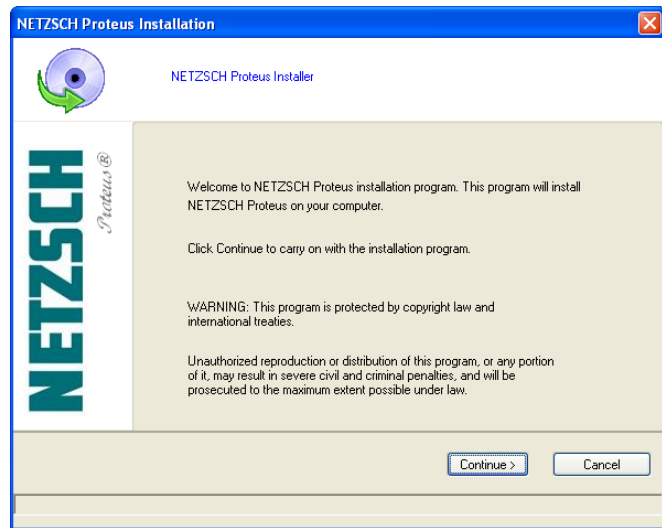 NETZSCH Proteus Installation
NETZSCH Proteus Installer
NETZSCH
Proteus®
Welcome to NETZSCH Proteus installation program. This program will install
NETZSCH Proteus on your computer.
Click Continue to carry on with the installation program.
WARNING: This program is protected by copyright law and
international treaties.
Unauthorized reproduction or distribution of this program, or any portion
of it, may result in severe civil and criminal penalties, and will be
prosecuted to the maximum extent possible under law.
Continue >
Cancel